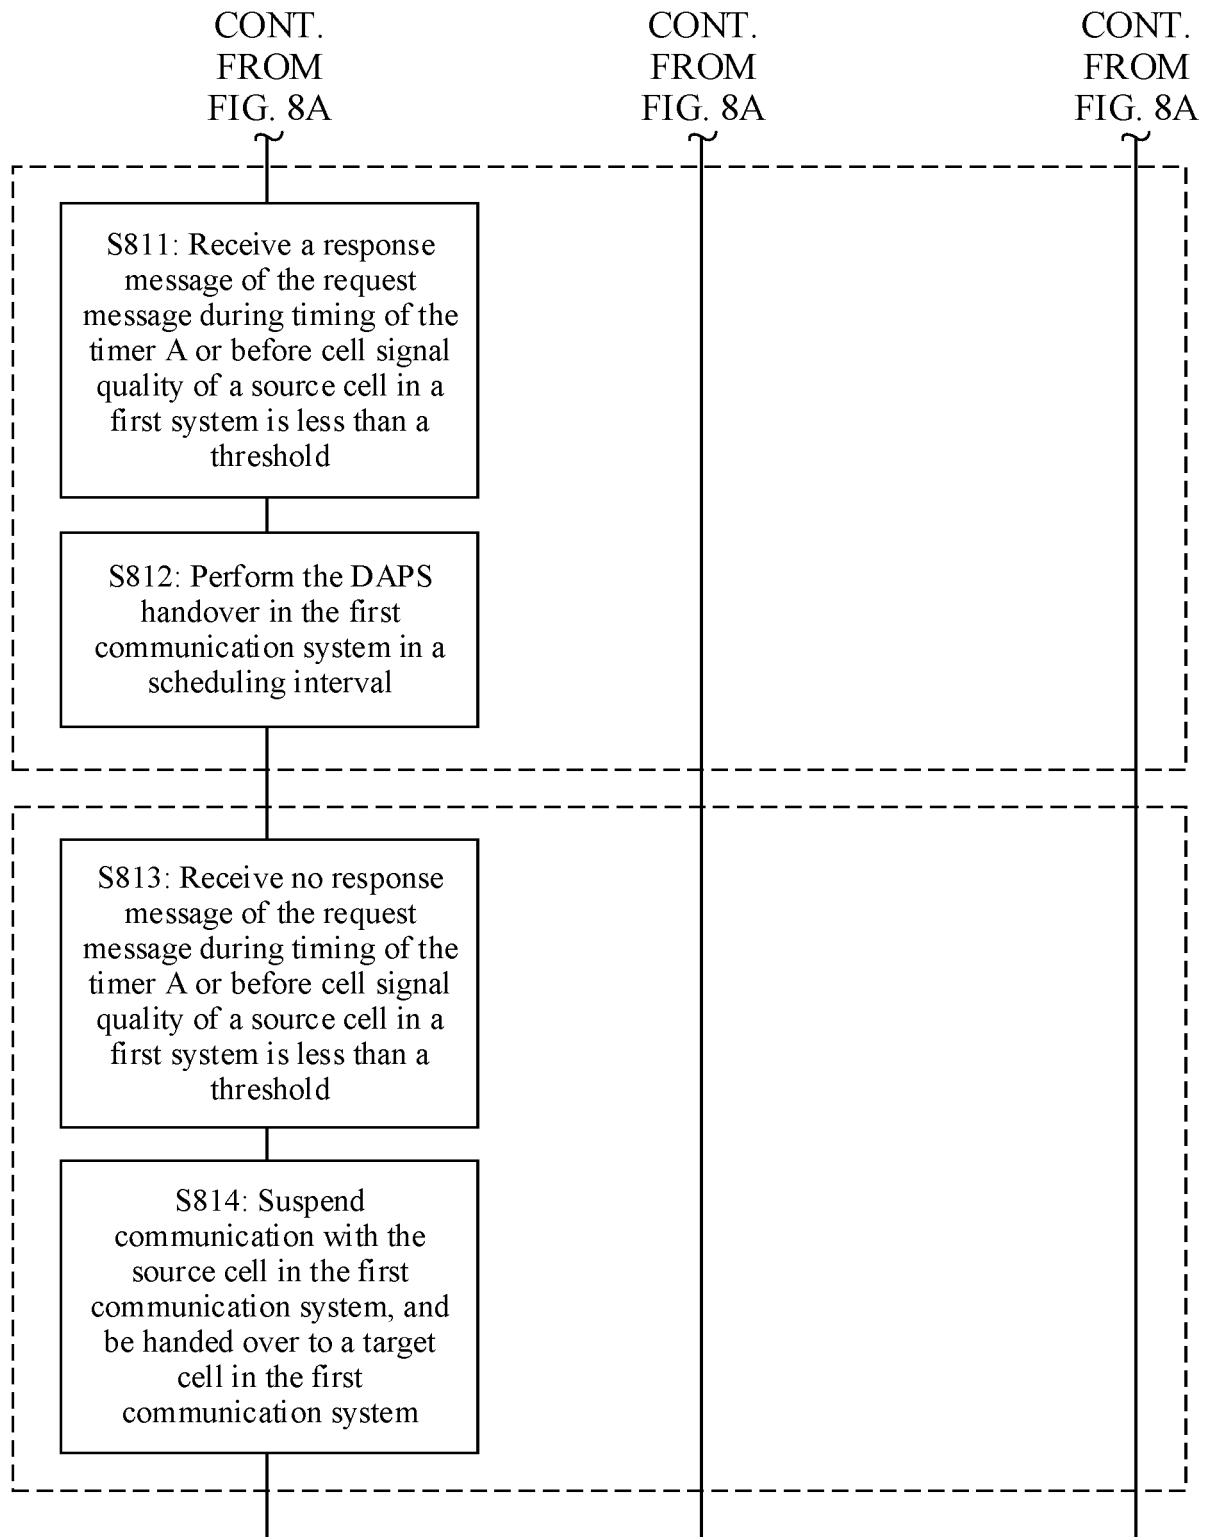 CONT.
FROM
FIG. 8A
CONT.
FROM
FIG. 8A
CONT.
FROM
FIG. 8A
S811: Receive a response
message of the request
message during timing of the
timer A or before cell signal
quality of a source cell in a
first system is less than a
threshold
S812: Perform the DAPS
handover in the first
communication system in a
scheduling interval
S813: Receive no response
message of the request
message during timing of the
timer A or before cell signal
quality of a source cell in a
first system is less than a
threshold
S814: Suspend
communication with the
source cell in the first
communication system, and
be handed over to a target
cell in the first
communication system